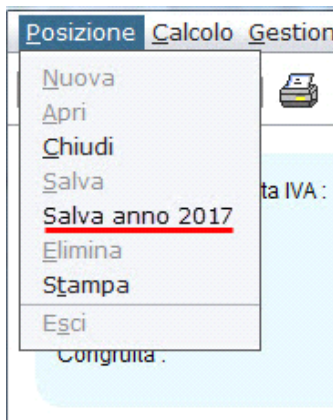 Posizione Calcolo Gestion
Nuova
Apri
Chiudi
Salva
ta IVA :
Salva anno 2017
Elimina
Stampa
Esci
Congruità :